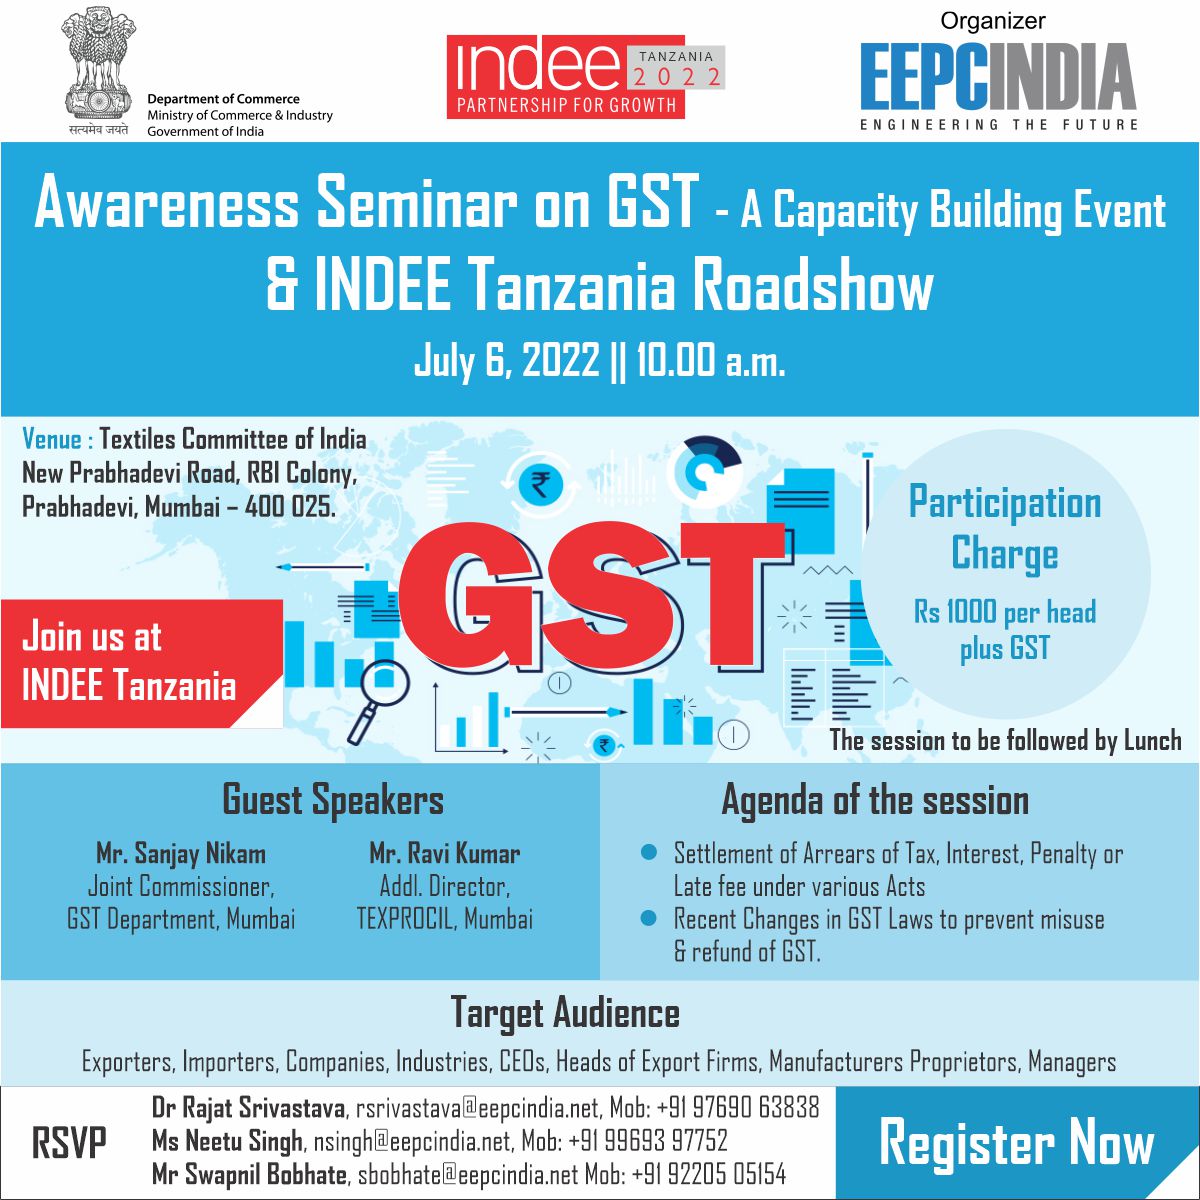 सत्यमेव जयते
Department of Commerce
Ministry of Commerce & Industry
Government of India
indee TANZANIA
2022
PARTNERSHIP FOR GROWTH
Organizer
EEPCINDIA
ENGINEERING THE FUTURE
Awareness Seminar on GST - A Capacity Building Event
& INDEE Tanzania Roadshow
July 6, 2022 || 10.00 a.m.
Venue : Textiles Committee of India
New Prabhadevi Road, RBI Colony,
Prabhadevi, Mumbai – 400 025.
₹
GST
Participation
Charge
Rs 1000 per head
plus GST
Join us at
INDEE Tanzania
₹
The session to be followed by Lunch
Guest Speakers
Mr. Sanjay Nikam
Joint Commissioner,
GST Department, Mumbai
Mr. Ravi Kumar
Addl. Director,
TEXPROCIL, Mumbai
Agenda of the session
Settlement of Arrears of Tax, Interest, Penalty or
Late fee under various Acts
Recent Changes in GST Laws to prevent misuse
& refund of GST.
Target Audience
Exporters, Importers, Companies, Industries, CEOs, Heads of Export Firms, Manufacturers Proprietors, Managers
RSVP
Dr Rajat Srivastava, rsrivastava@eepcindia.net, Mob: +91 97690 63838
Ms Neetu Singh, nsingh@eepcindia.net, Mob: +91 99693 97752
Mr Swapnil Bobhate, sbobhate@eepcindia.net Mob: +91 92205 05154
Register Now